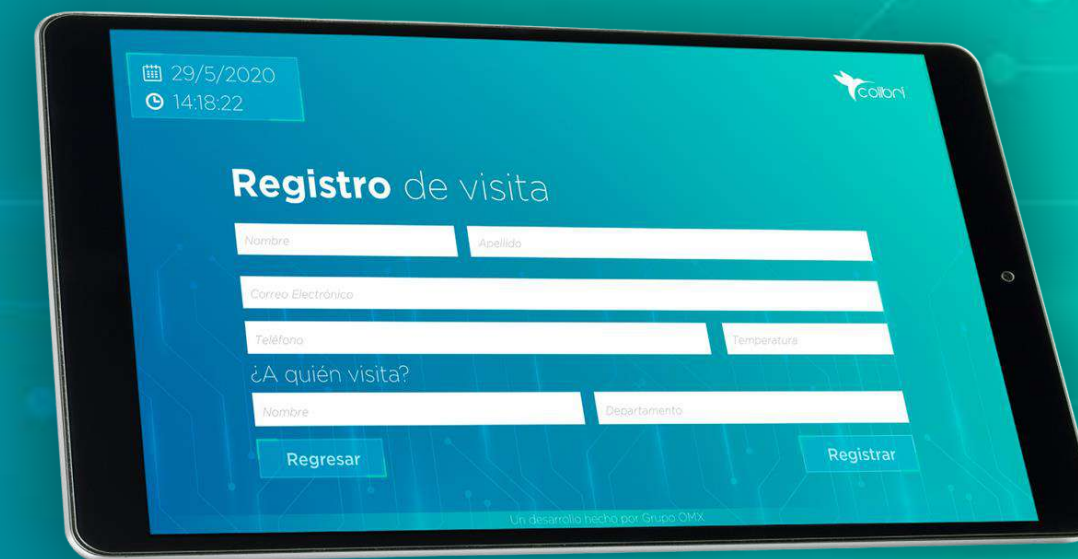 29/5/2020
14:18:22
colibrí
Registro de visita
Nombre Apellido
Correo Electrónico
Teléfono Temperatura
¿A quién visita?
Nombre Departamento
Regresar Registrar
Un desarrollo hecho por Grupo OMX.